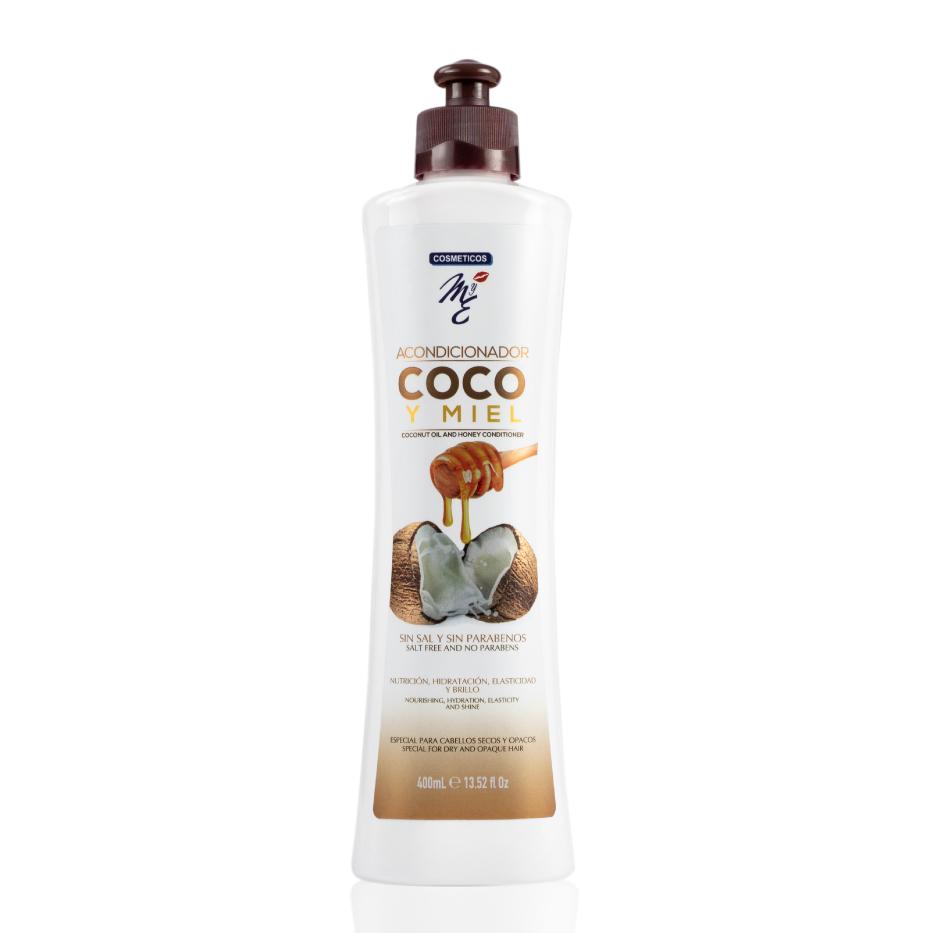 COSMETICOS
M y E
ACONDICIONADOR
COCO
Y MIEL
COCONUT OIL AND HONEY CONDITIONER
SIN SAL Y SIN PARABENOS
SALT FREE AND NO PARABENS
NUTRICIÓN, HIDRATACIÓN, ELASTICIDAD
Y BRILLO
NOURISHING, HYDRATION, ELASTICITY
AND SHINE
ESPECIAL PARA CABELLOS SECOS Y OPACOS
SPECIAL FOR DRY AND OPAQUE HAIR
400mL ℮ 13.52 fl Oz